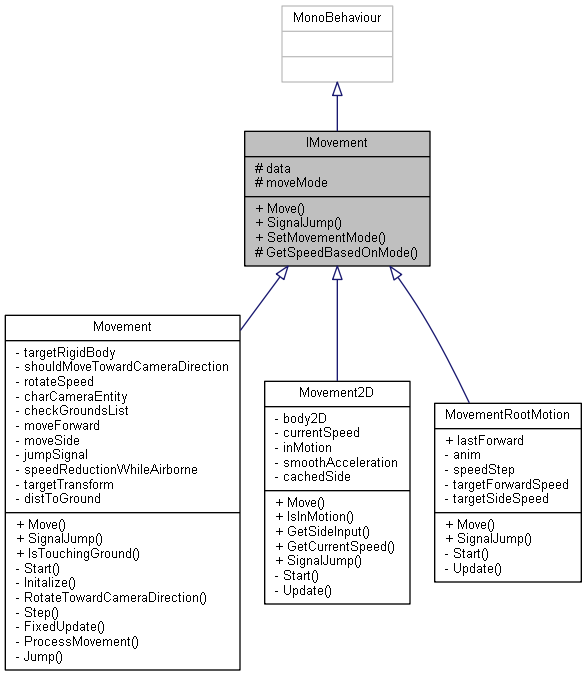 MonoBehaviour
IMovement
# data
# moveMode
+ Move()
+ SignalJump()
+ SetMovementMode()
# GetSpeedBasedOnMode()
Movement
- targetRigidBody
- shouldMoveTowardCameraDirection
- rotateSpeed
- charCameraEntity
- checkGroundsList
- moveForward
- moveSide
- jumpSignal
- speedReductionWhileAirborne
- targetTransform
- distToGround
+ Move()
+ SignalJump()
+ IsTouchingGround()
- Start()
- Initalize()
- RotateTowardCameraDirection()
- Step()
- FixedUpdate()
- ProcessMovement()
- Jump()
Movement2D
- body2D
- currentSpeed
- inMotion
- smoothAcceleration
- cachedSide
+ Move()
+ IsInMotion()
+ GetSideInput()
+ GetCurrentSpeed()
+ SignalJump()
- Start()
- Update()
MovementRootMotion
+ lastForward
- anim
- speedStep
- targetForwardSpeed
- targetSideSpeed
+ Move()
+ SignalJump()
- Start()
- Update()